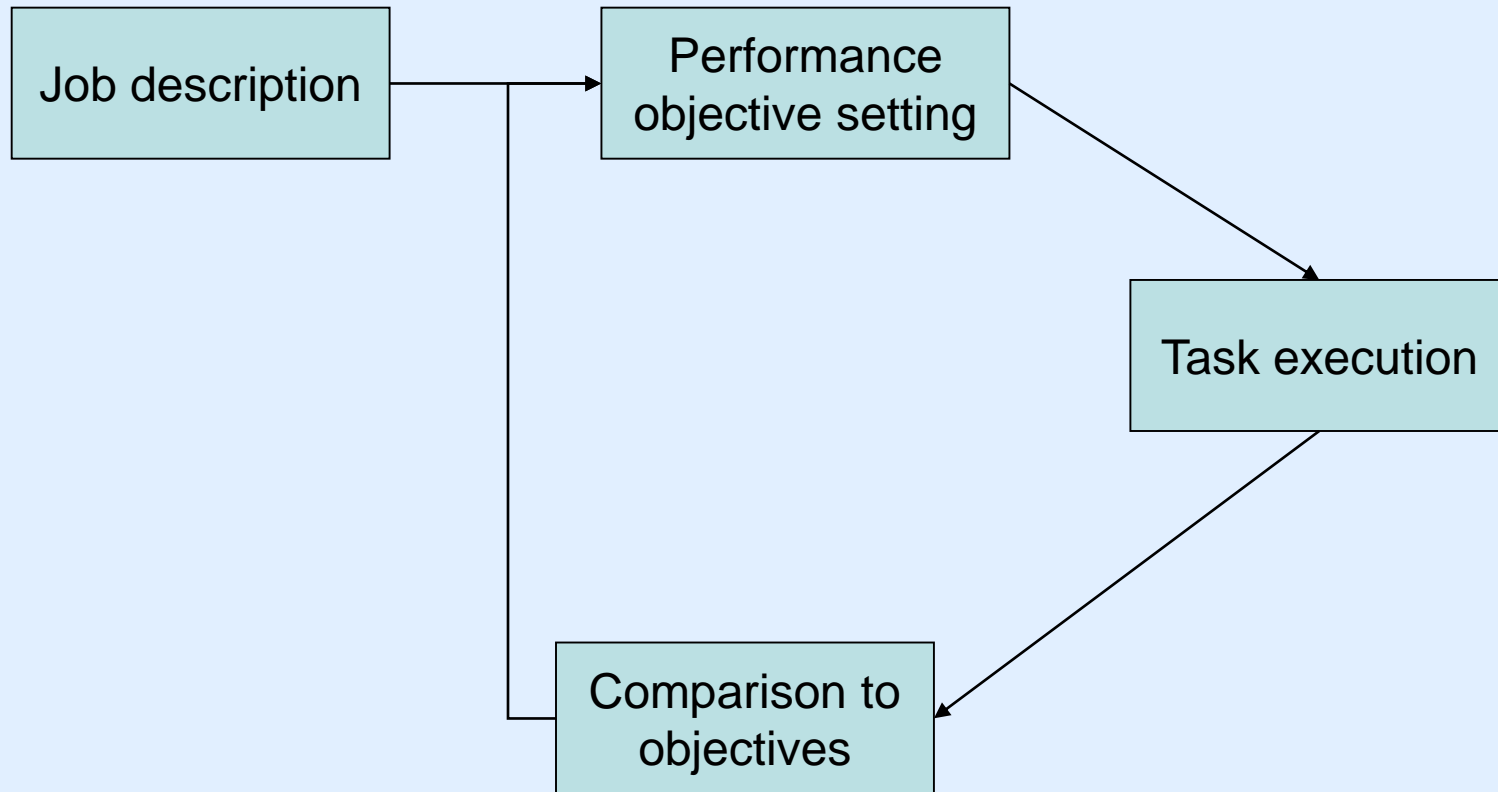 Job description
Performance
objective setting
Task execution
Comparison to
objectives